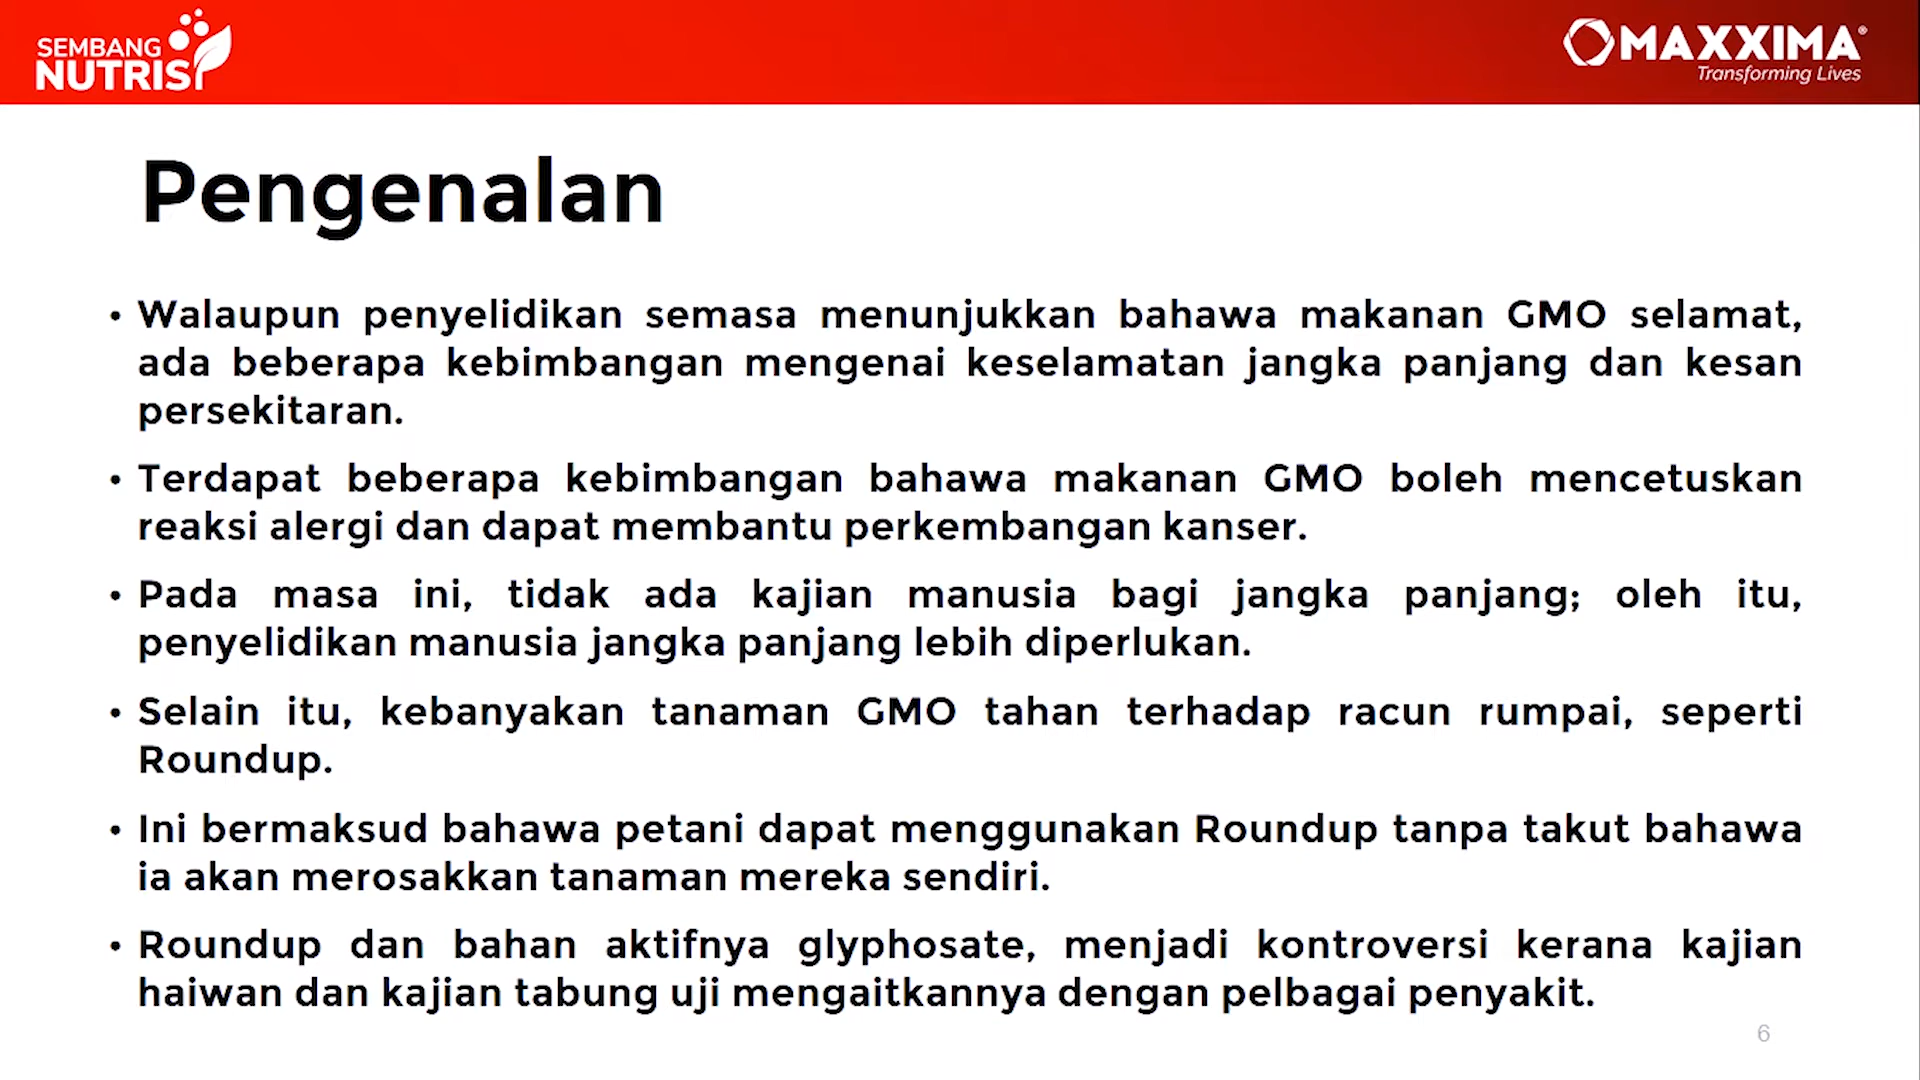 SEMBANG
NUTRISI
MAXXIMA®
Transforming Lives
Pengenalan
• Walaupun penyelidikan semasa menunjukkan bahawa makanan GMO selamat,
ada beberapa kebimbangan mengenai keselamatan jangka panjang dan kesan
persekitaran.
• Terdapat beberapa kebimbangan bahawa makanan GMO boleh mencetuskan
reaksi alergi dan dapat membantu perkembangan kanser.
• Pada masa ini, tidak ada kajian manusia bagi jangka panjang; oleh itu,
penyelidikan manusia jangka panjang lebih diperlukan.
• Selain itu, kebanyakan tanaman GMO tahan terhadap racun rumpai, seperti
Roundup.
• Ini bermaksud bahawa petani dapat menggunakan Roundup tanpa takut bahawa
ia akan merosakkan tanaman mereka sendiri.
• Roundup dan bahan aktifnya glyphosate, menjadi kontroversi kerana kajian
haiwan dan kajian tabung uji mengaitkannya dengan pelbagai penyakit.
6